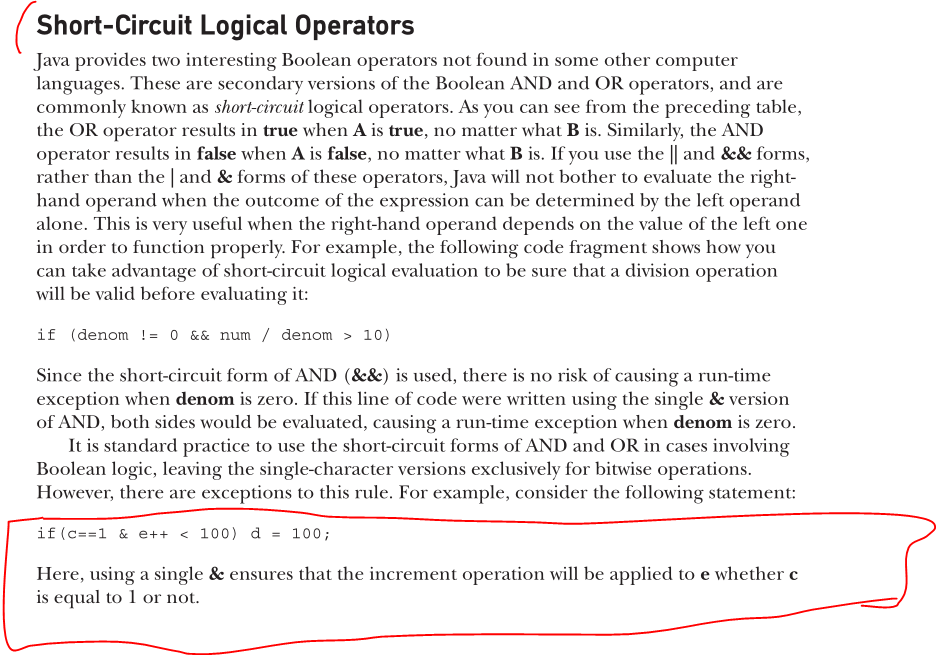 Short-Circuit Logical Operators
Java provides two interesting Boolean operators not found in some other computer
languages. These are secondary versions of the Boolean AND and OR operators, and are
commonly known as short-circuit logical operators. As you can see from the preceding table,
the OR operator results in true when A is true, no matter what B is. Similarly, the AND
operator results in false when A is false, no matter what B is. If you use the || and && forms,
rather than the | and & forms of these operators, Java will not bother to evaluate the right-
hand operand when the outcome of the expression can be determined by the left operand
alone. This is very useful when the right-hand operand depends on the value of the left one
in order to function properly. For example, the following code fragment shows how you
can take advantage of short-circuit logical evaluation to be sure that a division operation
will be valid before evaluating it:
if (denom != 0 && num / denom > 10)
Since the short-circuit form of AND (&&) is used, there is no risk of causing a run-time
exception when denom is zero. If this line of code were written using the single & version
of AND, both sides would be evaluated, causing a run-time exception when denom is zero.
It is standard practice to use the short-circuit forms of AND and OR in cases involving
Boolean logic, leaving the single-character versions exclusively for bitwise operations.
However, there are exceptions to this rule. For example, consider the following statement:
if(c==1 & e++ < 100) d = 100;
Here, using a single & ensures that the increment operation will be applied to e whether c
is equal to 1 or not.